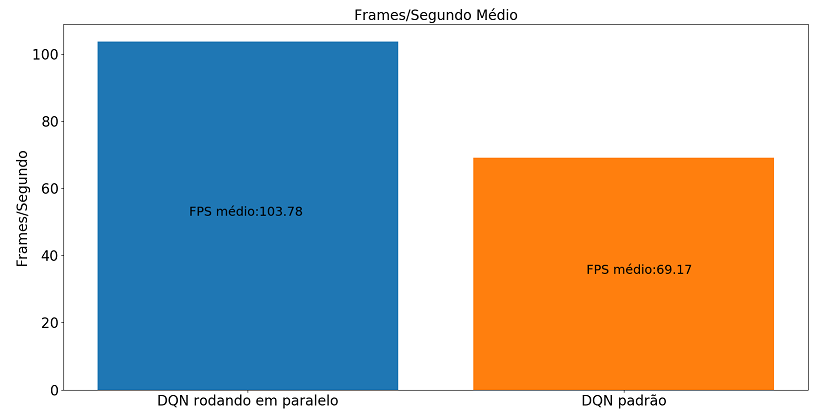 Frames/Segundo Médio
Frames/Segundo
100
80
60
40
20
0
FPS médio:103.78
FPS médio:69.17
DQN rodando em paralelo
DQN padrão